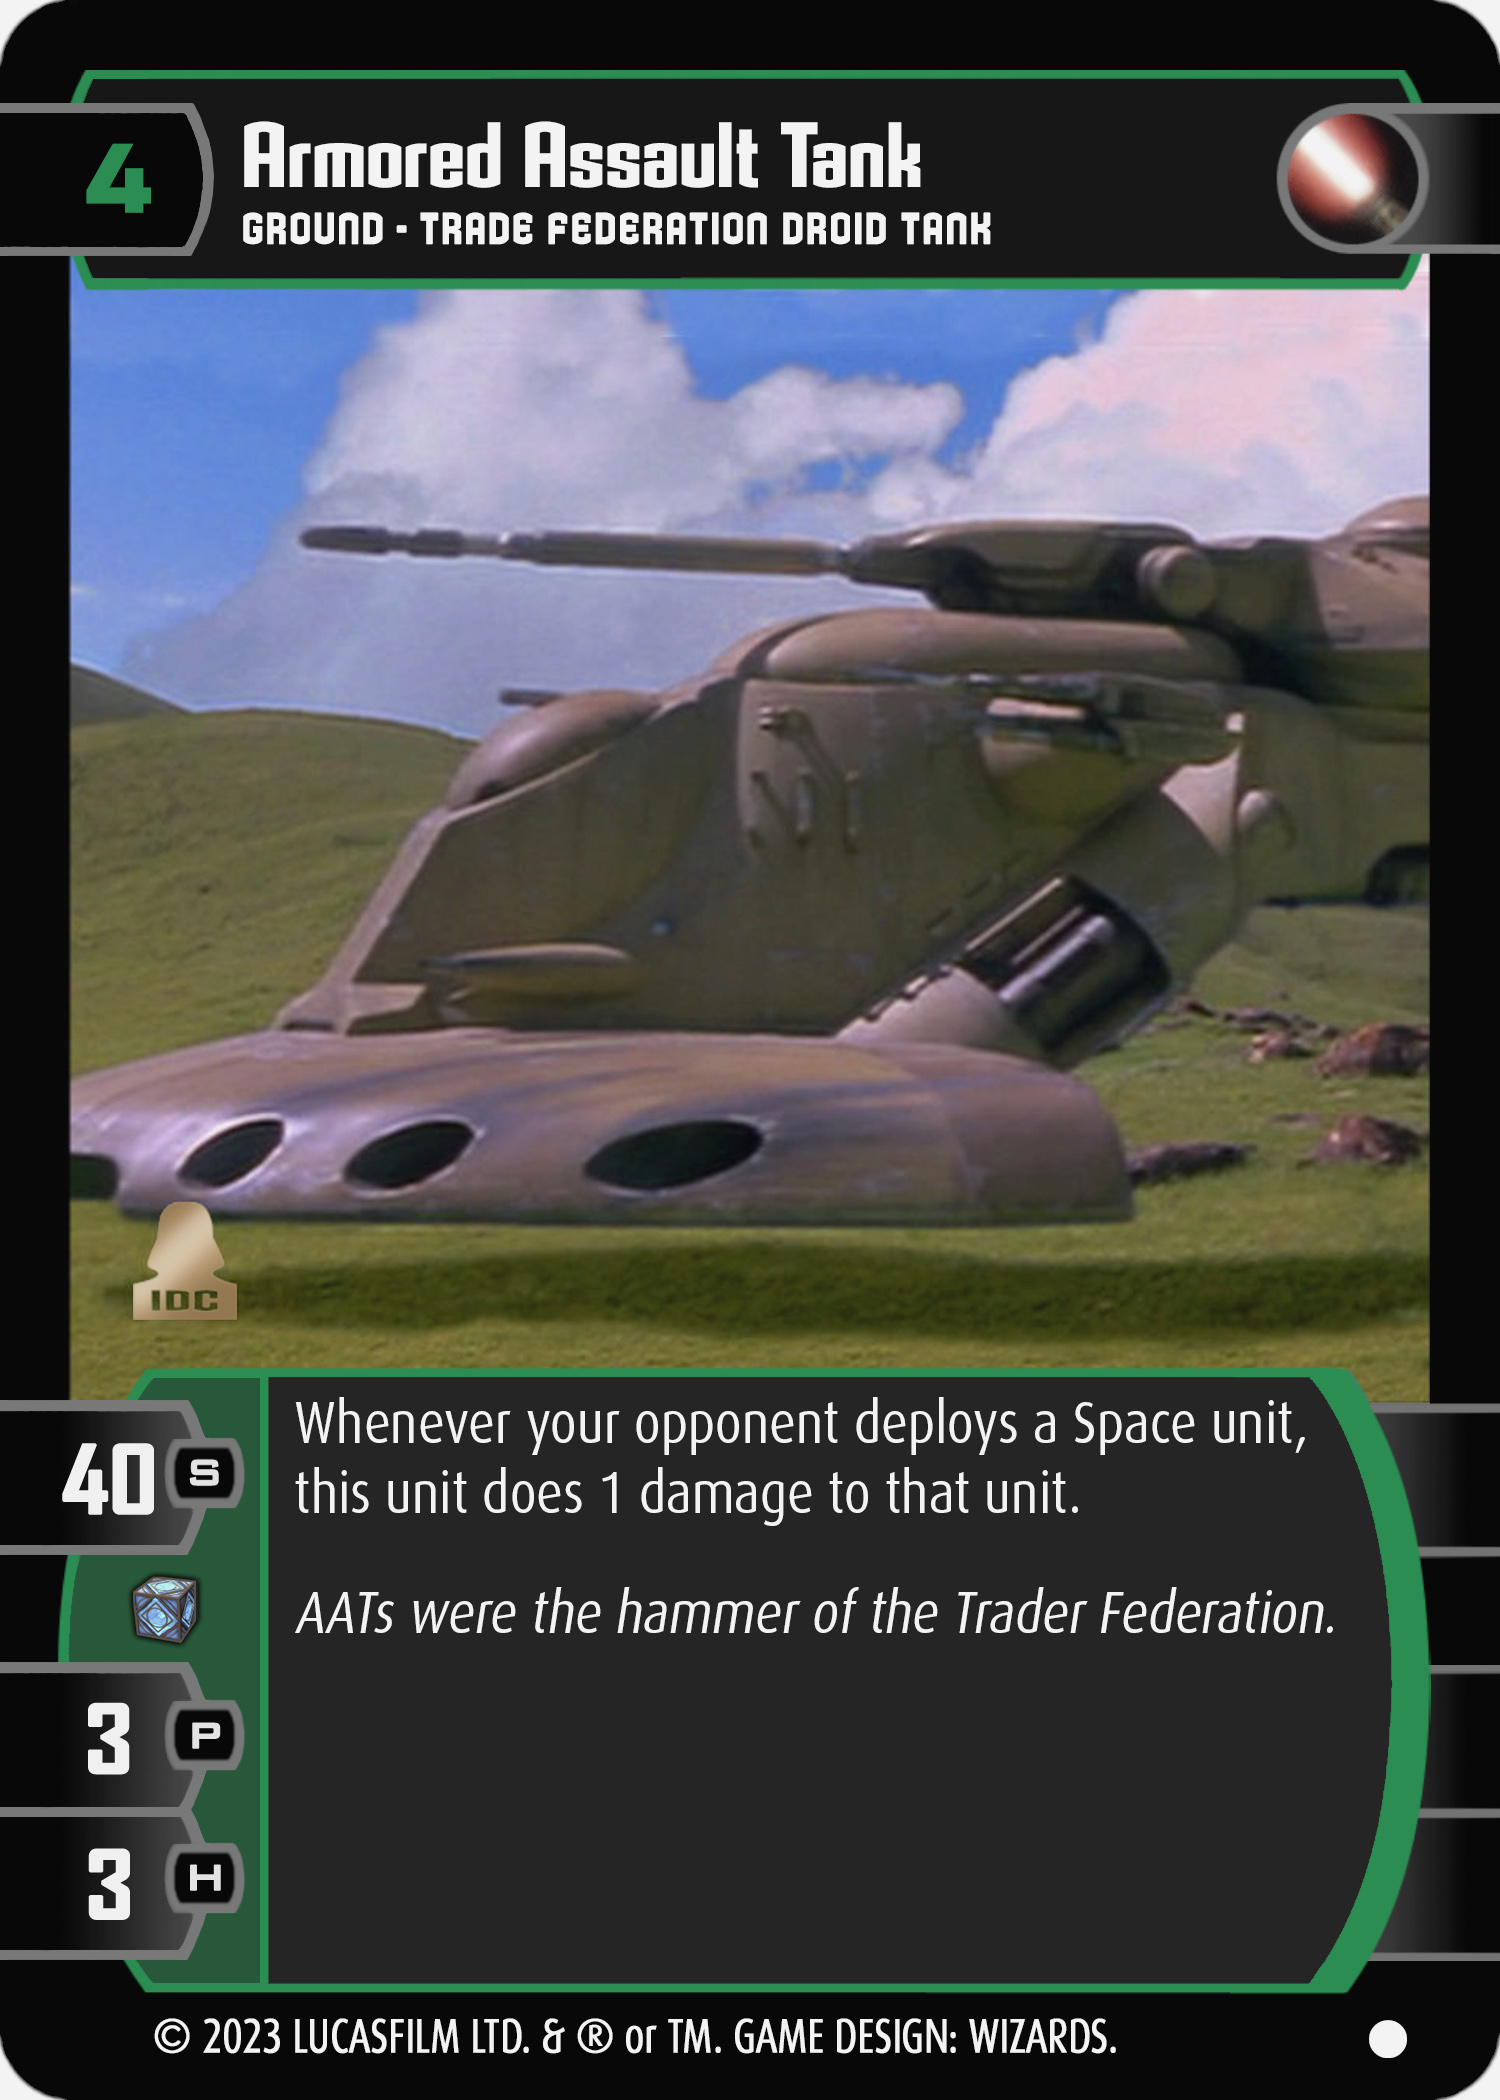 4
Armored Assault Tank
GROUND - TRADE FEDERATION DROID TANK
IDC
40 S
Whenever your opponent deploys a Space unit,
this unit does 1 damage to that unit.
AATs were the hammer of the Trader Federation.
3 P
3 H
© 2023 LUCASFILM LTD. & ® or TM. GAME DESIGN: WIZARDS.